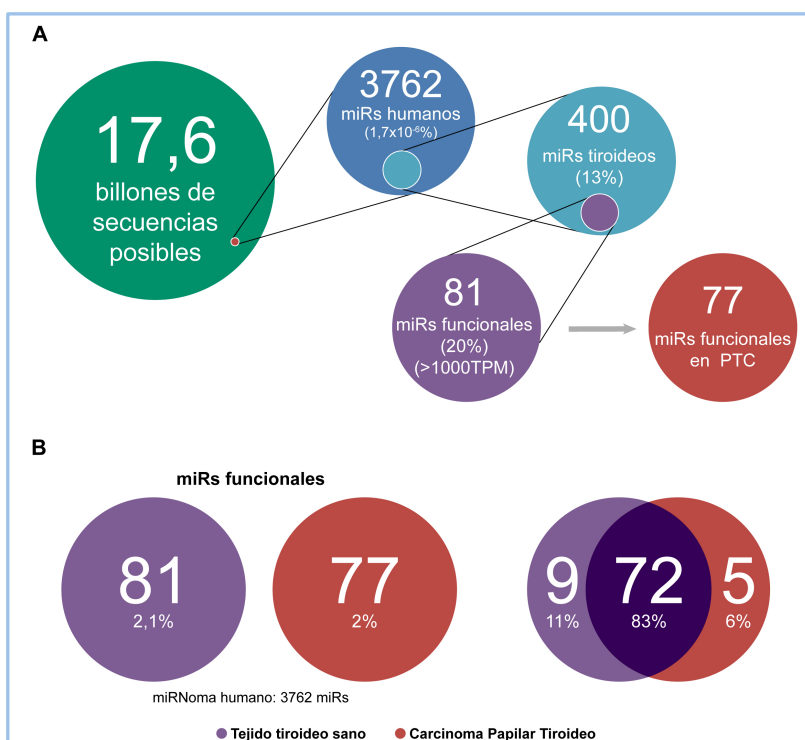 A
17,6
billones de
secuencias
posibles
3762
miRs humanos
(1,7x10⁻⁶%)
400
miRs tiroideos
(13%)
81
miRs funcionales
(20%)
(>1000TPM)
77
miRs funcionales
en PTC
B
miRs funcionales
81
2,1%
77
2%
9
11%
72
83%
5
6%
miRNoma humano: 3762 miRs
Tejido tiroideo sano
Carcinoma Papilar Tiroideo